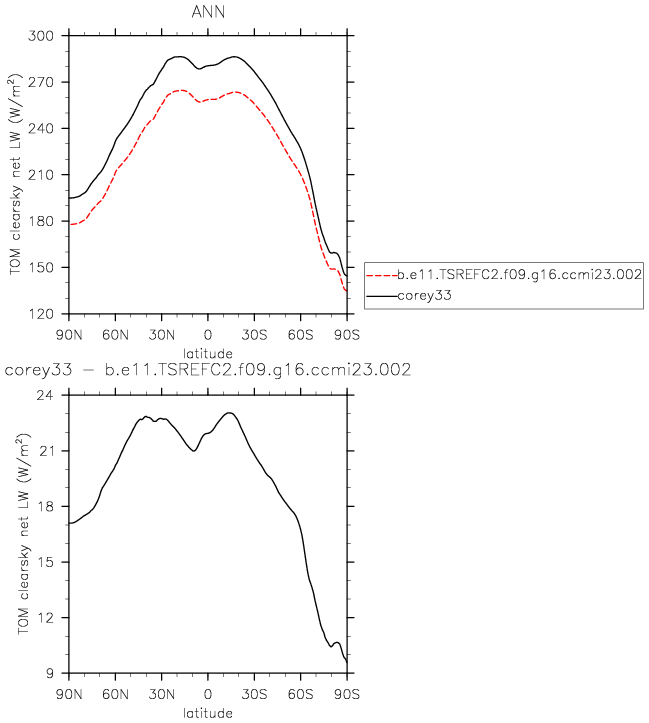 ANN
TOM clearsky net LW (W/m²)
300
270
240
210
180
150
120
90N 60N 30N 0 30S 60S 90S
latitude
b.e11.TSREFC2.f09.g16.ccmi23.002
corey33
corey33 − b.e11.TSREFC2.f09.g16.ccmi23.002
TOM clearsky net LW (W/m²)
24
21
18
15
12
9
90N 60N 30N 0 30S 60S 90S
latitude